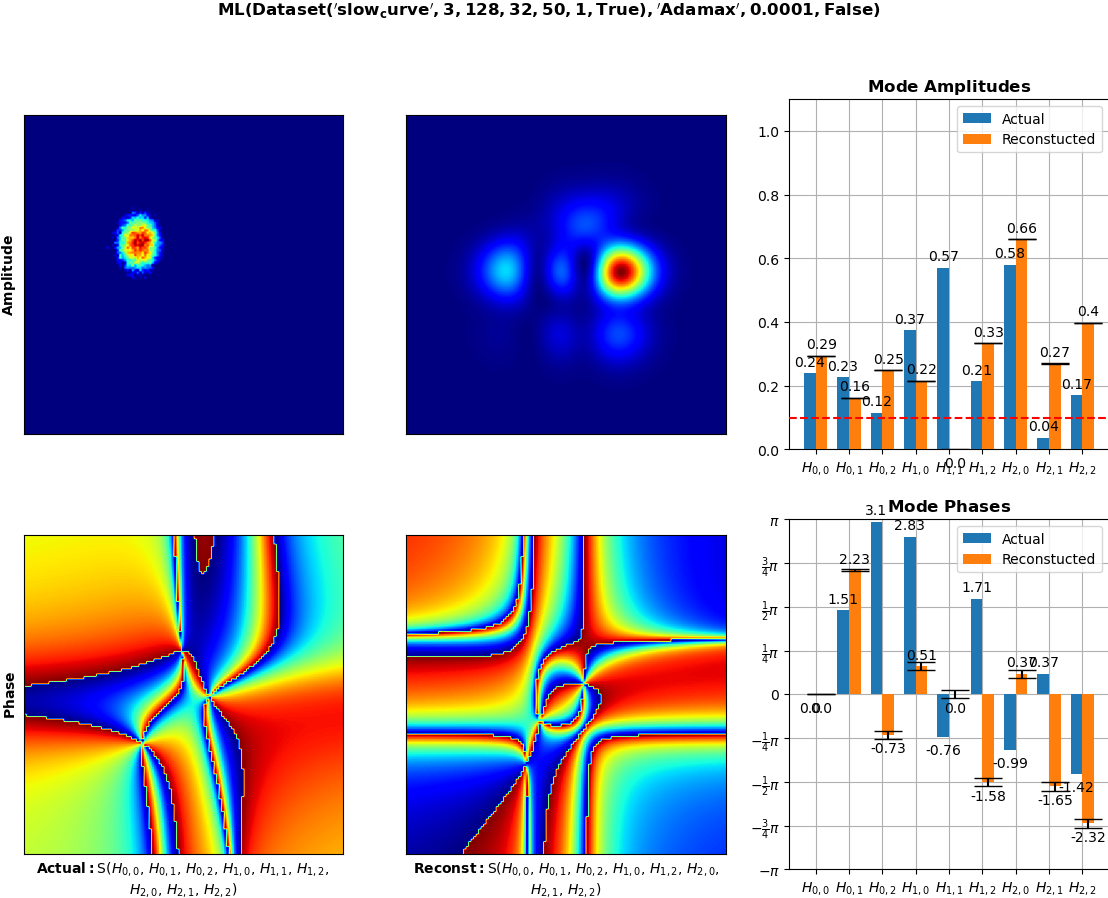 ML(Dataset('slow_curve', 3, 128, 32, 50, 1, True), 'Adamax', 0.0001, False)
Amplitude
Mode Amplitudes
Actual
Reconstucted
1.0
0.8
0.6
0.4
0.2
0.0
0.24 0.29
0.23 0.16
0.12 0.25
0.37 0.22
0.57 0.0
0.21 0.33
0.58 0.66
0.04 0.27
0.17 0.4
H0,0 H0,1 H0,2 H1,0 H1,1 H1,2 H2,0 H2,1 H2,2
Phase
Actual: S(H0,0, H0,1, H0,2, H1,0, H1,1, H1,2,
H2,0, H2,1, H2,2)
Reconst: S(H0,0, H0,1, H0,2, H1,0, H1,2, H2,0,
H2,1, H2,2)
Mode Phases
Actual
Reconstucted
π
3/4π
1/2π
1/4π
0
−1/4π
−1/2π
−3/4π
−π
0.0 0.0
1.51 2.23
3.1 -0.73
2.83 0.51
-0.76 0.0
1.71 -1.58
-0.99 0.37
0.37 -1.65
-1.42 -2.32
H0,0 H0,1 H0,2 H1,0 H1,1 H1,2 H2,0 H2,1 H2,2